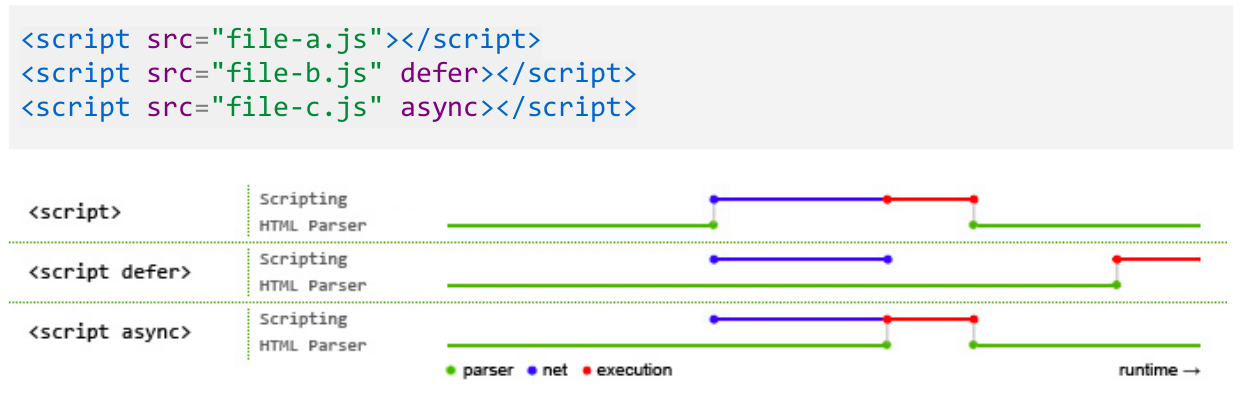 <script src="file-a.js"></script>
<script src="file-b.js" defer></script>
<script src="file-c.js" async></script>
<script>
Scripting
HTML Parser
<script defer>
Scripting
HTML Parser
<script async>
Scripting
HTML Parser
parser net execution runtime →